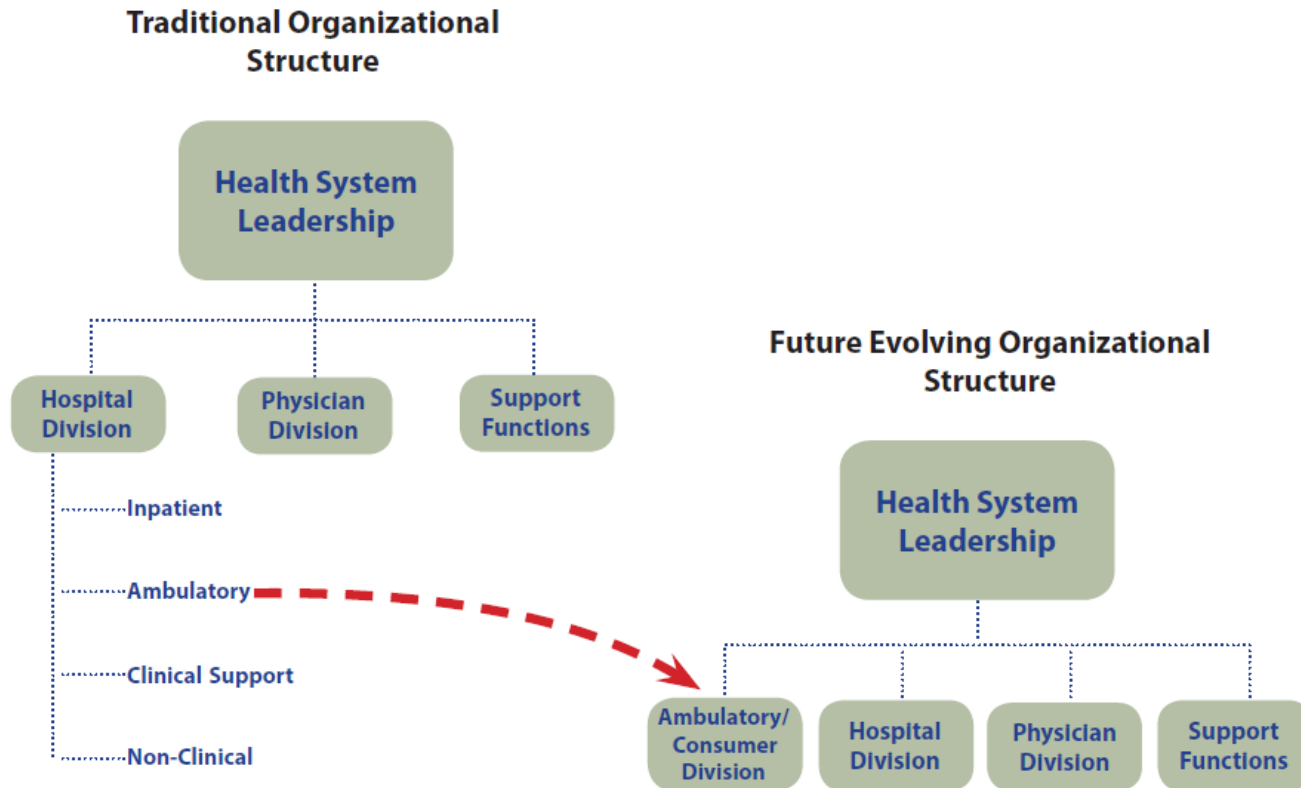 Traditional Organizational
Structure
Health System
Leadership
Hospital
Division
Physician
Division
Support
Functions
Inpatient
Ambulatory
Clinical Support
Non-Clinical
Future Evolving Organizational
Structure
Health System
Leadership
Ambulatory/
Consumer
Division
Hospital
Division
Physician
Division
Support
Functions